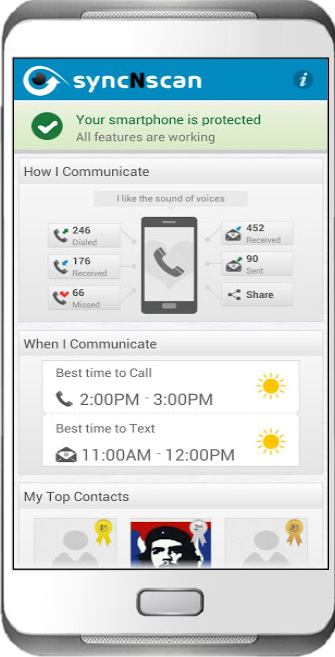 syncNscan
i
Your smartphone is protected
All features are working
How I Communicate
I like the sound of voices
246
Dialed
176
Received
66
Missed
452
Received
90
Sent
Share
When I Communicate
Best time to Call
2:00PM - 3:00PM
Best time to Text
11:00AM - 12:00PM
My Top Contacts
1st
2nd
3rd